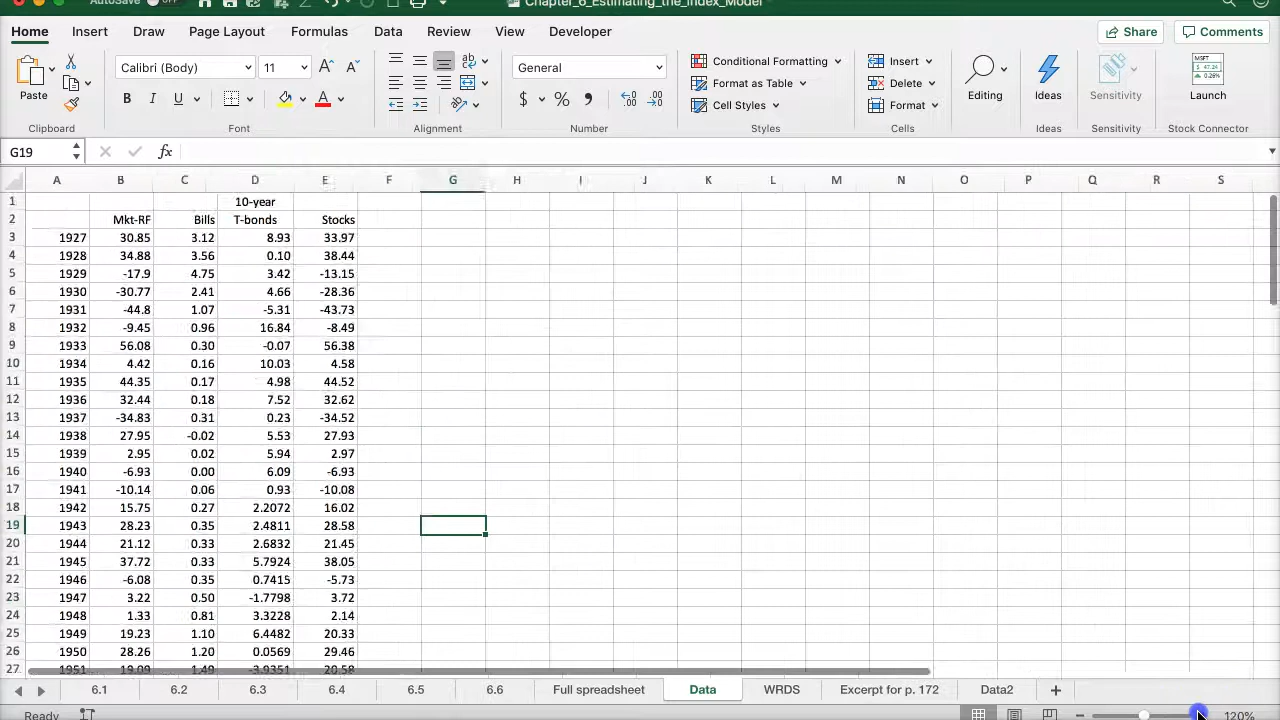 AutoSave OFF Chapter_6_Estimating_the_Index_Model
Home Insert Draw Page Layout Formulas Data Review View Developer Share Comments
Calibri (Body) 11 General Conditional Formatting Insert
Format as Table Delete
Cell Styles Format
Paste Editing Ideas Sensitivity Launch
Clipboard Font Alignment Number Styles Cells Ideas Sensitivity Stock Connector
G19 fx
A B C D E F G H I J K L M N O P Q R S
1 10-year
2 Mkt-RF Bills T-bonds Stocks
3 1927 30.85 3.12 8.93 33.97
4 1928 34.88 3.56 0.10 38.44
5 1929 -17.9 4.75 3.42 -13.15
6 1930 -30.77 2.41 4.66 -28.36
7 1931 -44.8 1.07 -5.31 -43.73
8 1932 -9.45 0.96 16.84 -8.49
9 1933 56.08 0.30 -0.07 56.38
10 1934 4.42 0.16 10.03 4.58
11 1935 44.35 0.17 4.98 44.52
12 1936 32.44 0.18 7.52 32.62
13 1937 -34.83 0.31 0.23 -34.52
14 1938 27.95 -0.02 5.53 27.93
15 1939 2.95 0.02 5.94 2.97
16 1940 -6.93 0.00 6.09 -6.93
17 1941 -10.14 0.06 0.93 -10.08
18 1942 15.75 0.27 2.2072 16.02
19 1943 28.23 0.35 2.4811 28.58
20 1944 21.12 0.33 2.6832 21.45
21 1945 37.72 0.33 5.7924 38.05
22 1946 -6.08 0.35 0.7415 -5.73
23 1947 3.22 0.50 -1.7798 3.72
24 1948 1.33 0.81 3.3228 2.14
25 1949 19.23 1.10 6.4482 20.33
26 1950 28.26 1.20 0.0569 29.46
27 1951 19.09 1.49 20.58
6.1 6.2 6.3 6.4 6.5 6.6 Full spreadsheet Data WRDS Excerpt for p. 172 Data2
Ready 120%